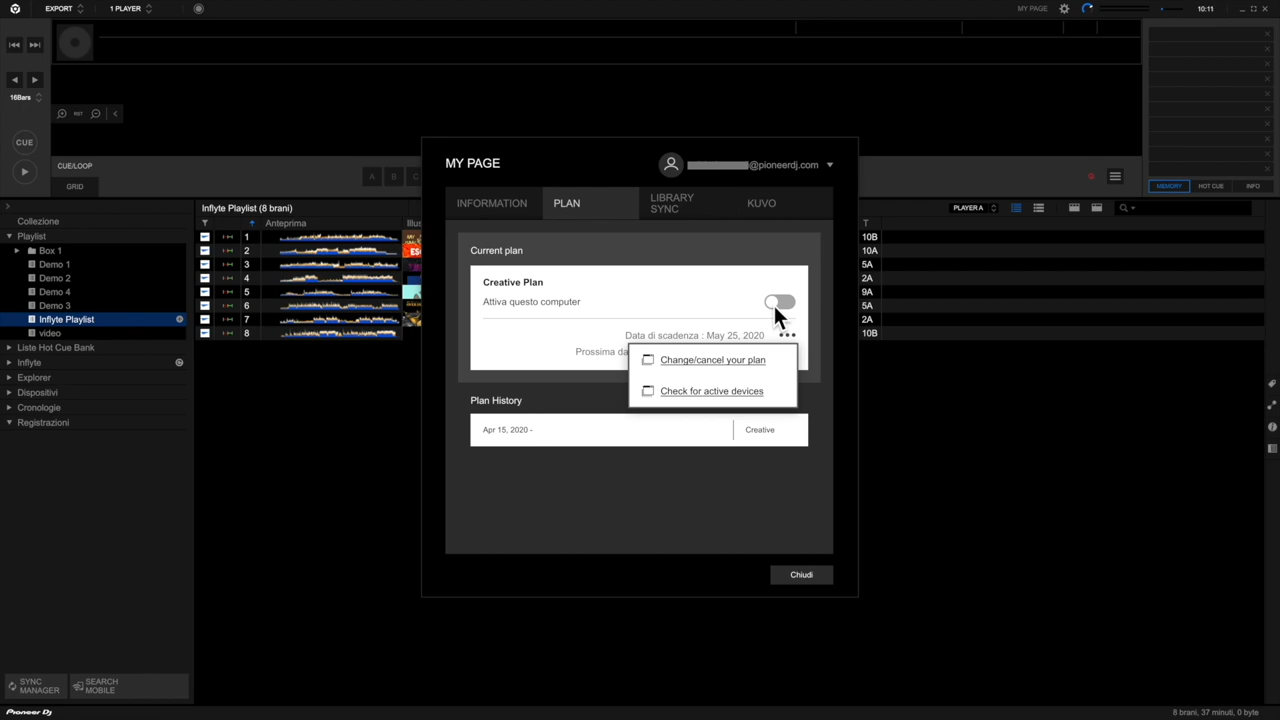 EXPORT
1 PLAYER
MY PAGE
10:11
16Bars
RST
CUE
CUE/LOOP
A B C
GRID
MEMORY
HOT CUE
INFO
MY PAGE
@pioneerdj.com
INFORMATION
PLAN
LIBRARY
SYNC
KUVO
Current plan
Creative Plan
Attiva questo computer
Data di scadenza : May 25, 2020
Prossima da
Change/cancel your plan
Check for active devices
Plan History
Apr 15, 2020 -
Creative
Chiudi
Collezione
Playlist
Box 1
Demo 1
Demo 2
Demo 4
Demo 3
Inflyte Playlist
video
Liste Hot Cue Bank
Inflyte
Explorer
Dispositivi
Cronologie
Registrazioni
Inflyte Playlist (8 brani)
PLAYER A
Anteprima
Illus
T
1
10B
2
10A
3
5A
4
2A
5
9A
6
5A
7
2A
8
10B
SYNC
MANAGER
SEARCH
MOBILE
Pioneer Dj
8 brani, 37 minuti, 0 byte